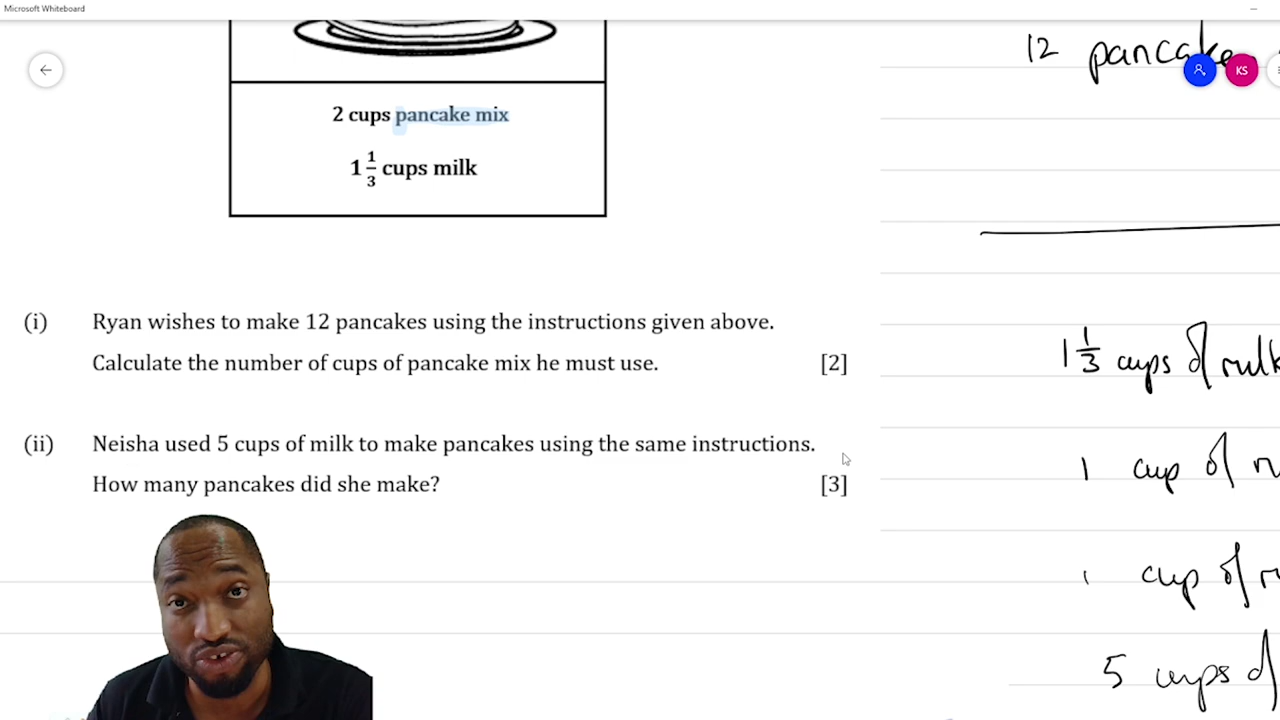 Microsoft Whiteboard
12 pancake
KS
2 cups pancake mix
1 1/3 cups milk
(i) Ryan wishes to make 12 pancakes using the instructions given above.
Calculate the number of cups of pancake mix he must use. [2]
1 1/3 cups of milk
(ii) Neisha used 5 cups of milk to make pancakes using the same instructions.
How many pancakes did she make? [3]
1 cup of
1 cup of
5 cups of